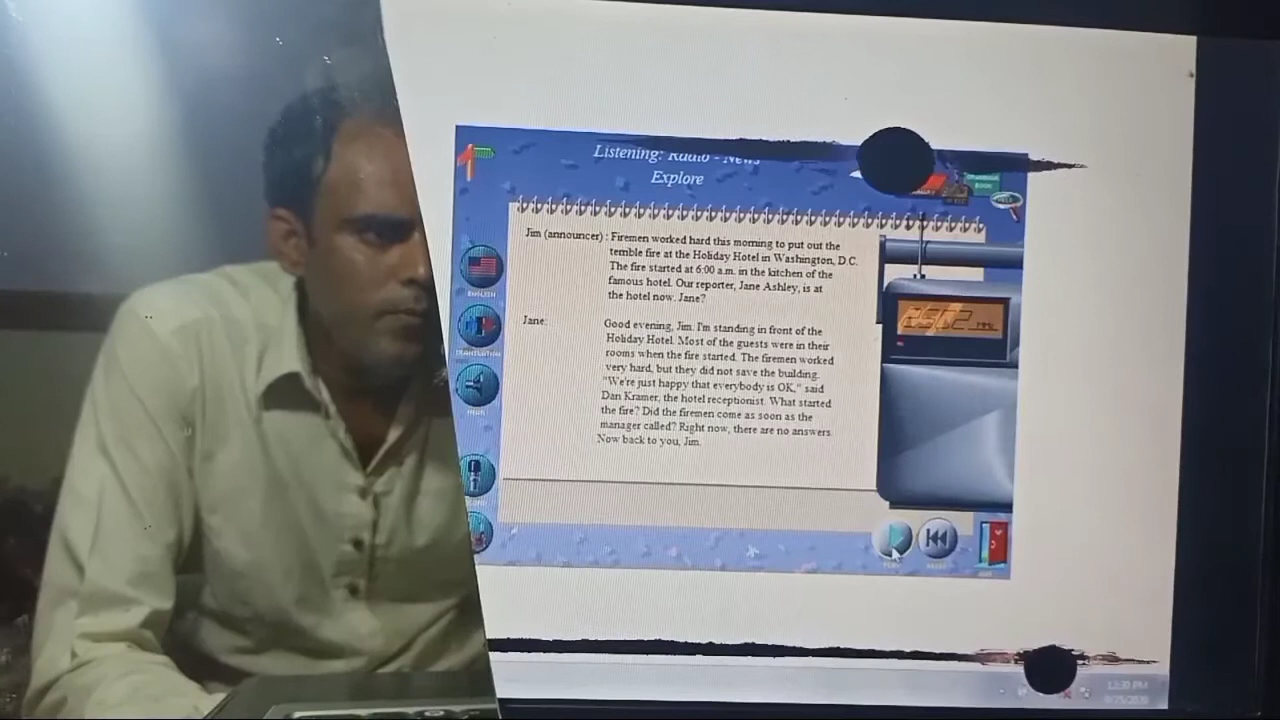 Listening: Radio - News
Explore
Jim (announcer) : Firemen worked hard this morning to put out the
terrible fire at the Holiday Hotel in Washington, D.C.
The fire started at 6:00 a.m. in the kitchen of the
famous hotel. Our reporter, Jane Ashley, is at
the hotel now. Jane?
Jane: Good evening, Jim. I'm standing in front of the
Holiday Hotel. Most of the guests were in their
rooms when the fire started. The firemen worked
very hard, but they did not save the building.
"We're just happy that everybody is OK," said
Dan Kramer, the hotel receptionist. What started
the fire? Did the firemen come as soon as the
manager called? Right now, there are no answers.
Now back to you, Jim.
ENGLISH
TRANSLATION
HELP
12:30 PM